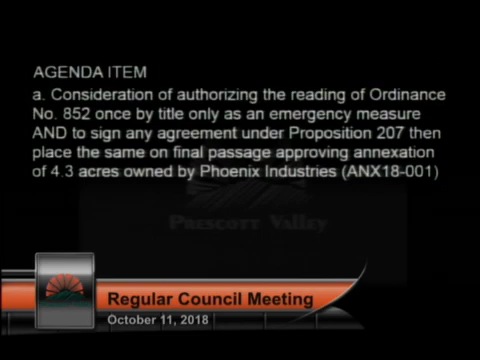 AGENDA ITEM
a. Consideration of authorizing the reading of Ordinance
No. 852 once by title only as an emergency measure
AND to sign any agreement under Proposition 207 then
place the same on final passage approving annexation
of 4.3 acres owned by Phoenix Industries (ANX18-001)
Prescott Valley
Regular Council Meeting
October 11, 2018